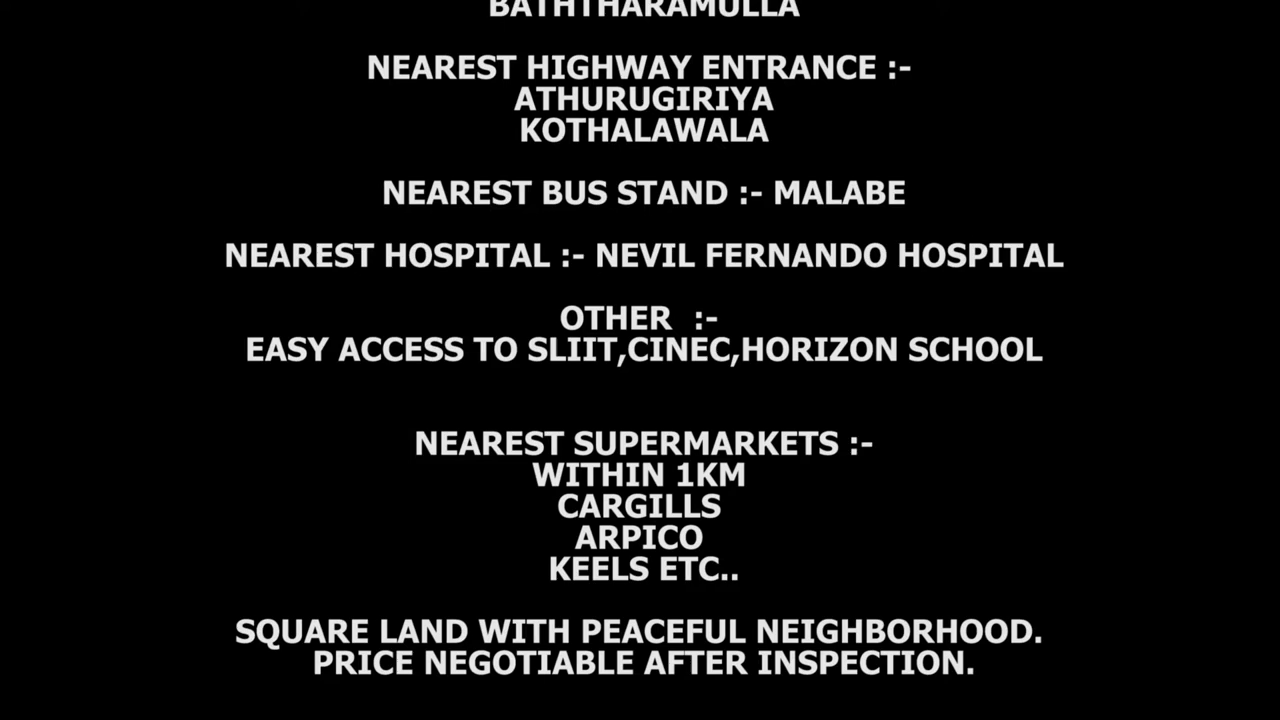 BATHTHARAMULLA
NEAREST HIGHWAY ENTRANCE :-
ATHURUGIRIYA
KOTHALAWALA
NEAREST BUS STAND :- MALABE
NEAREST HOSPITAL :- NEVIL FERNANDO HOSPITAL
OTHER :-
EASY ACCESS TO SLIIT,CINEC,HORIZON SCHOOL
NEAREST SUPERMARKETS :-
WITHIN 1KM
CARGILLS
ARPICO
KEELS ETC..
SQUARE LAND WITH PEACEFUL NEIGHBORHOOD.
PRICE NEGOTIABLE AFTER INSPECTION.